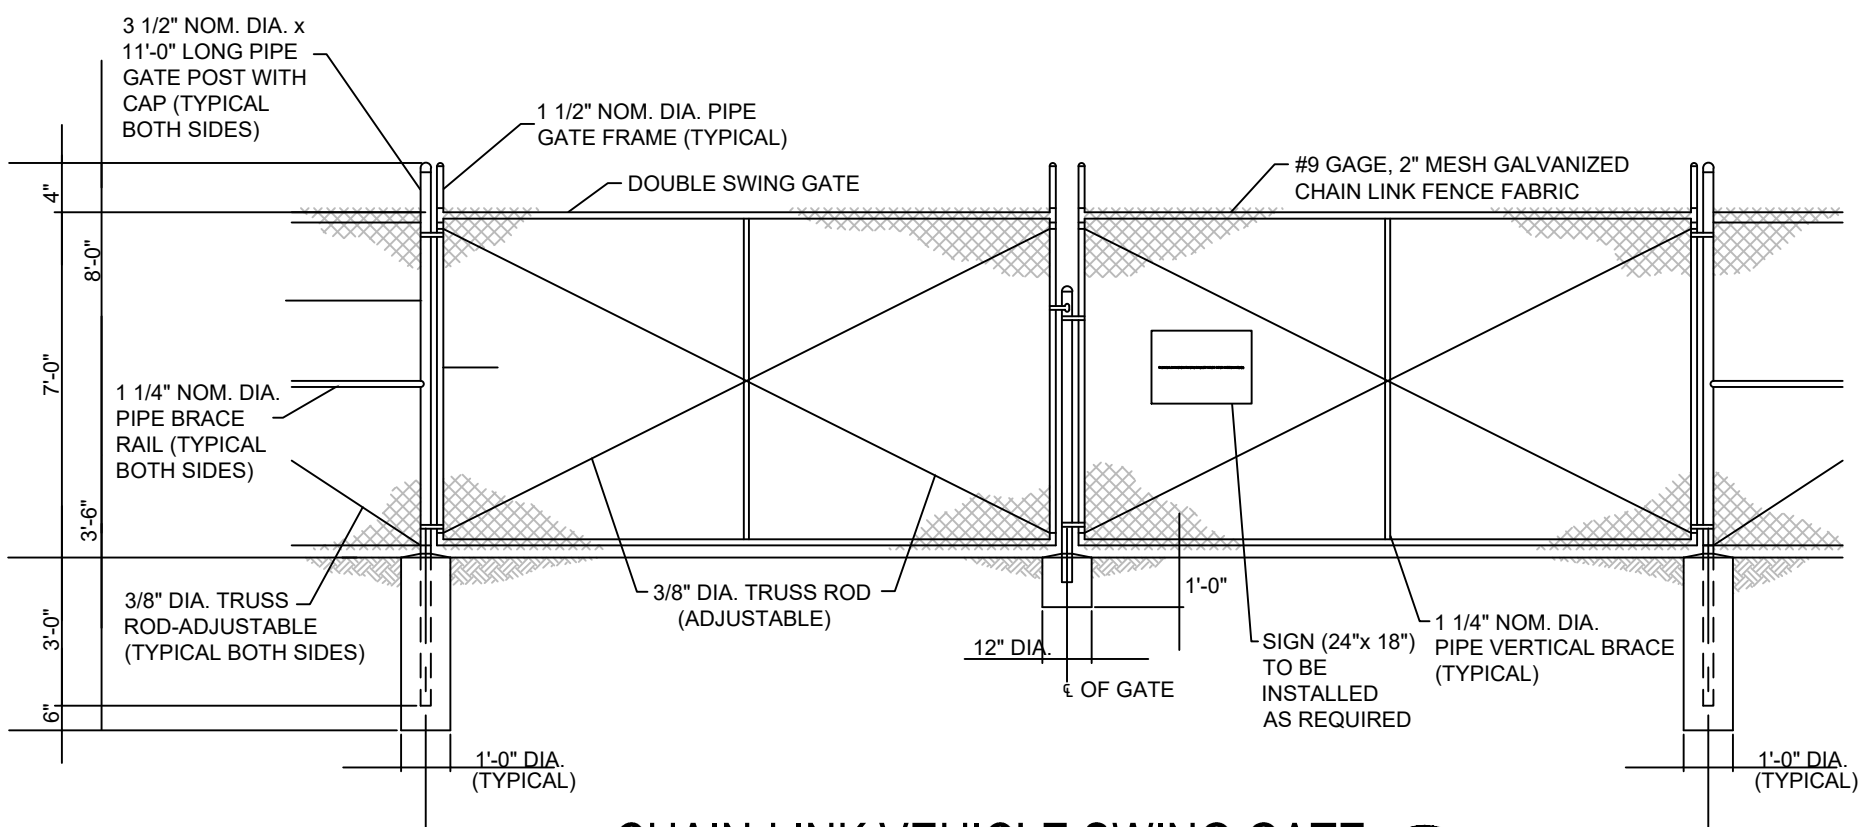 3 1/2" NOM. DIA. x
11'-0" LONG PIPE
GATE POST WITH
CAP (TYPICAL
BOTH SIDES)
1 1/2" NOM. DIA. PIPE
GATE FRAME (TYPICAL)
DOUBLE SWING GATE
#9 GAGE, 2" MESH GALVANIZED
CHAIN LINK FENCE FABRIC
4"
8'-0"
7'-0"
1 1/4" NOM. DIA.
PIPE BRACE
RAIL (TYPICAL
BOTH SIDES)
3'-6"
3'-0"
6"
3/8" DIA. TRUSS
ROD-ADJUSTABLE
(TYPICAL BOTH SIDES)
3/8" DIA. TRUSS ROD
(ADJUSTABLE)
1'-0"
12" DIA.
℄ OF GATE
SIGN (24"x 18")
TO BE
INSTALLED
AS REQUIRED
1 1/4" NOM. DIA.
PIPE VERTICAL BRACE
(TYPICAL)
1'-0" DIA.
(TYPICAL)
1'-0" DIA.
(TYPICAL)
CHAIN LINK VEHICLE SWING GATE